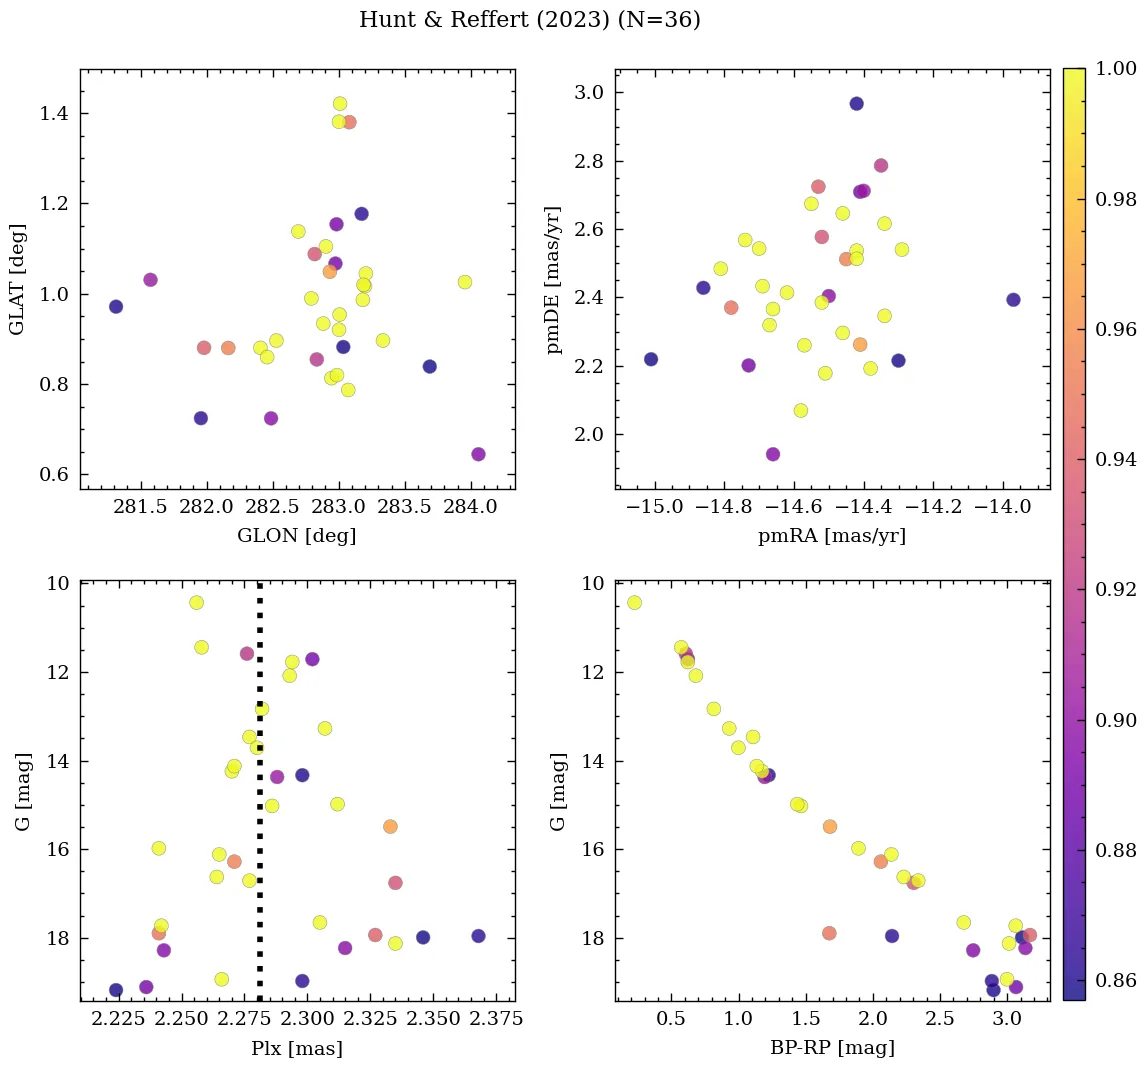 Hunt & Reffert (2023) (N=36)
1.4
1.2
1.0
0.8
0.6
GLAT [deg]
281.5 282.0 282.5 283.0 283.5 284.0
GLON [deg]
3.0
2.8
2.6
2.4
2.2
2.0
pmDE [mas/yr]
−15.0 −14.8 −14.6 −14.4 −14.2 −14.0
pmRA [mas/yr]
1.00
0.98
0.96
0.94
0.92
0.90
0.88
0.86
10
12
14
16
18
G [mag]
2.225 2.250 2.275 2.300 2.325 2.350 2.375
Plx [mas]
10
12
14
16
18
G [mag]
0.5 1.0 1.5 2.0 2.5 3.0
BP-RP [mag]